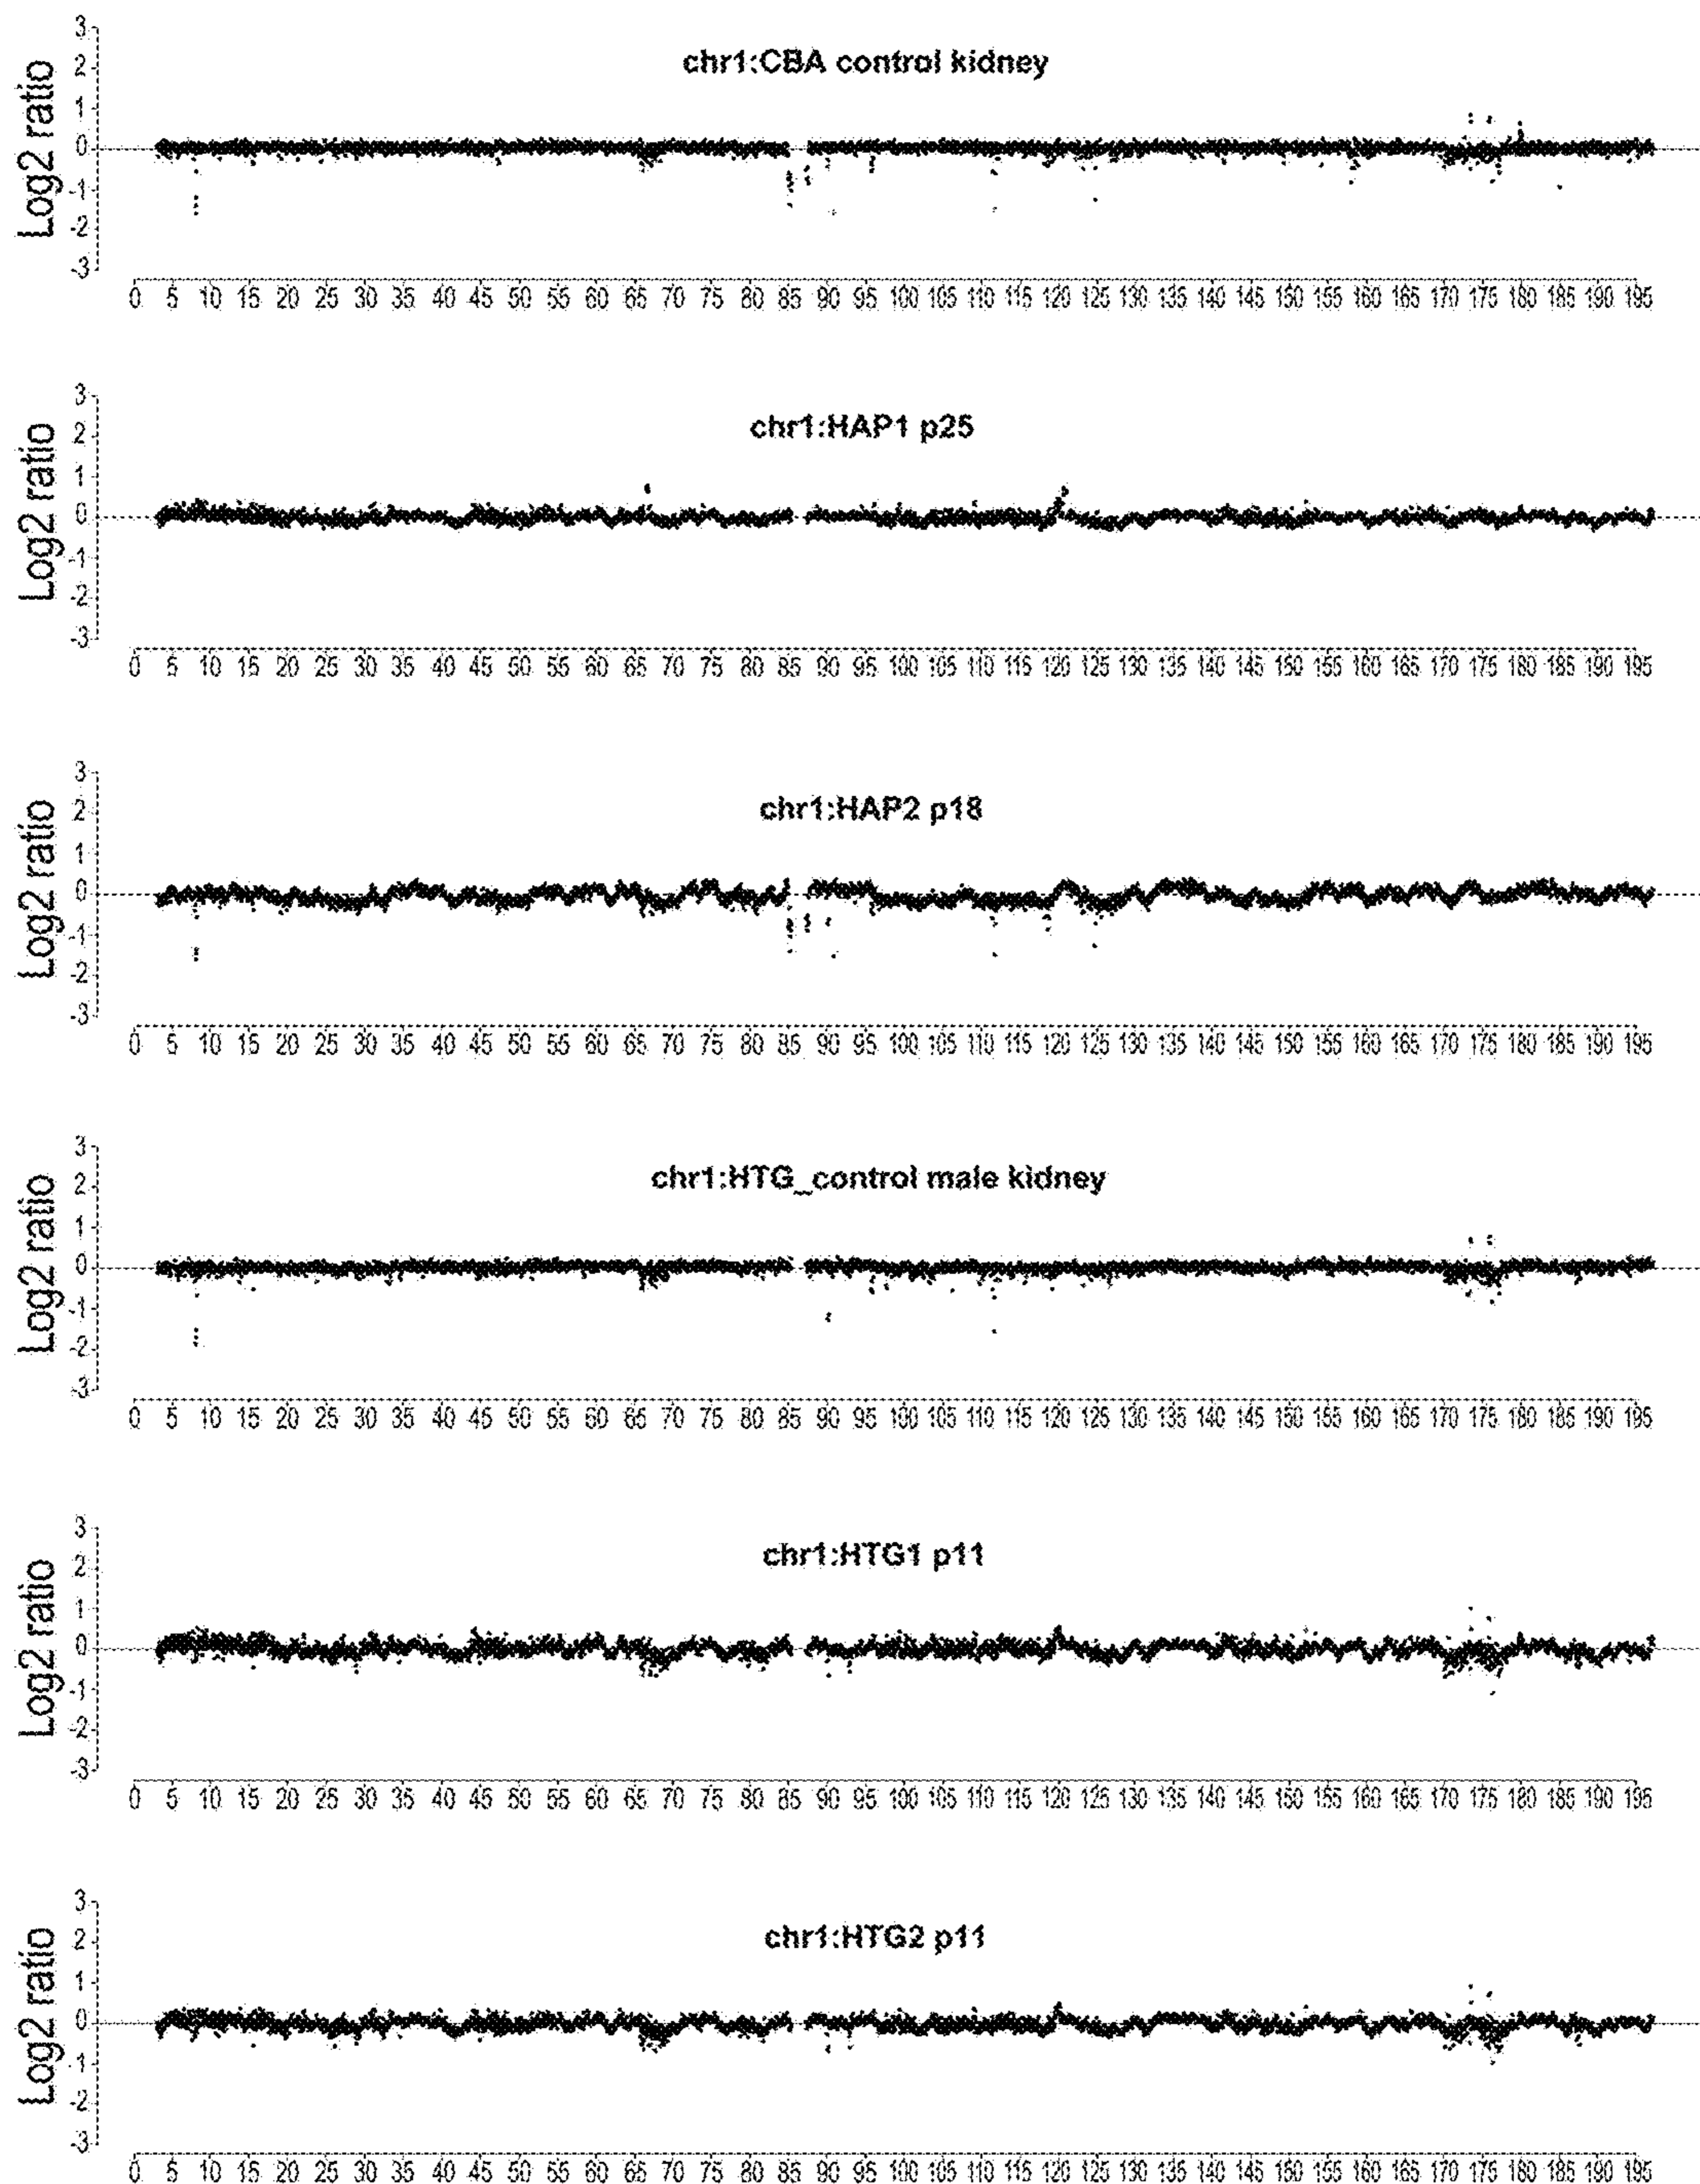 chr1:CBA control kidney
Log2 ratio
3
2
1
0
-1
-2
-3
0 5 10 15 20 25 30 35 40 45 50 55 60 65 70 75 80 85 90 95 100 105 110 115 120 125 130 135 140 145 150 155 160 165 170 175 180 185 190 195
chr1:HAP1 p25
Log2 ratio
3
2
1
0
-1
-2
-3
0 5 10 15 20 25 30 35 40 45 50 55 60 65 70 75 80 85 90 95 100 105 110 115 120 125 130 135 140 145 150 155 160 165 170 175 180 185 190 195
chr1:HAP2 p18
Log2 ratio
3
2
1
0
-1
-2
-3
0 5 10 15 20 25 30 35 40 45 50 55 60 65 70 75 80 85 90 95 100 105 110 115 120 125 130 135 140 145 150 155 160 165 170 175 180 185 190 195
chr1:HTG_control male kidney
Log2 ratio
3
2
1
0
-1
-2
-3
0 5 10 15 20 25 30 35 40 45 50 55 60 65 70 75 80 85 90 95 100 105 110 115 120 125 130 135 140 145 150 155 160 165 170 175 180 185 190 195
chr1:HTG1 p11
Log2 ratio
3
2
1
0
-1
-2
-3
0 5 10 15 20 25 30 35 40 45 50 55 60 65 70 75 80 85 90 95 100 105 110 115 120 125 130 135 140 145 150 155 160 165 170 175 180 185 190 195
chr1:HTG2 p11
Log2 ratio
3
2
1
0
-1
-2
-3
0 5 10 15 20 25 30 35 40 45 50 55 60 65 70 75 80 85 90 95 100 105 110 115 120 125 130 135 140 145 150 155 160 165 170 175 180 185 190 195